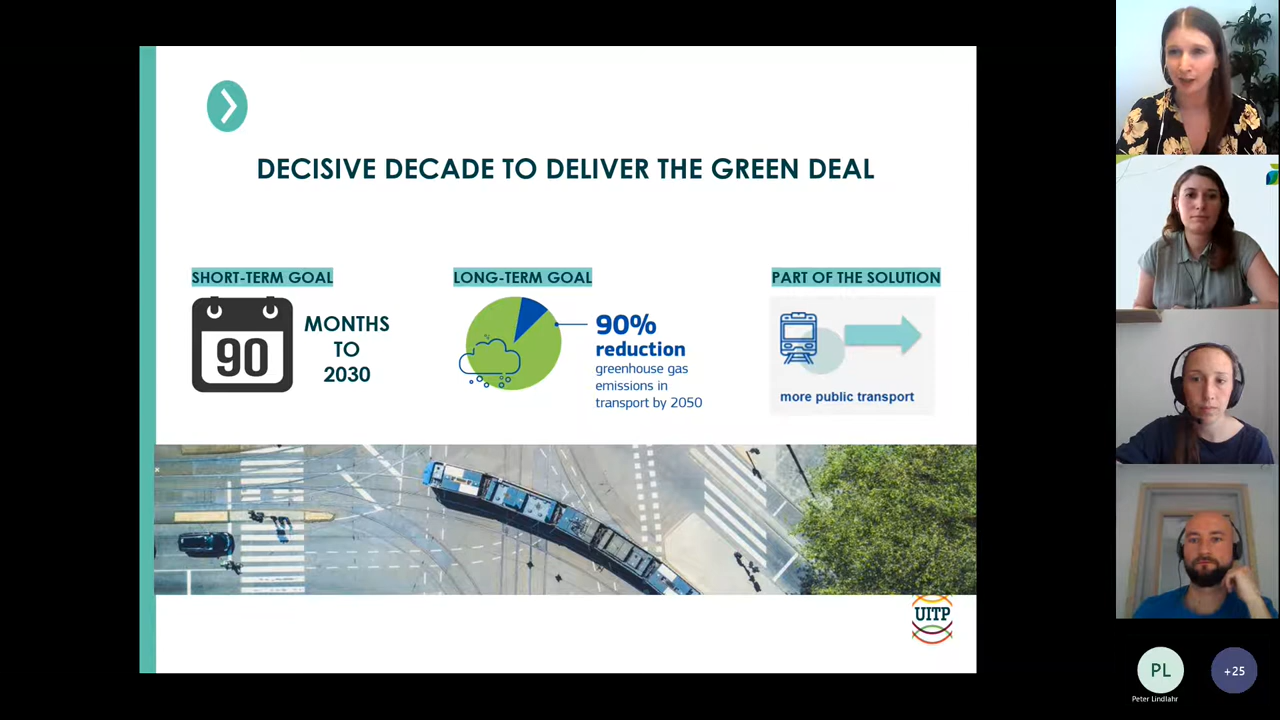 DECISIVE DECADE TO DELIVER THE GREEN DEAL
SHORT-TERM GOAL
90
MONTHS
TO
2030
LONG-TERM GOAL
90%
reduction
greenhouse gas
emissions in
transport by 2050
PART OF THE SOLUTION
more public transport
UITP
PL
Peter Lindlahr
+25